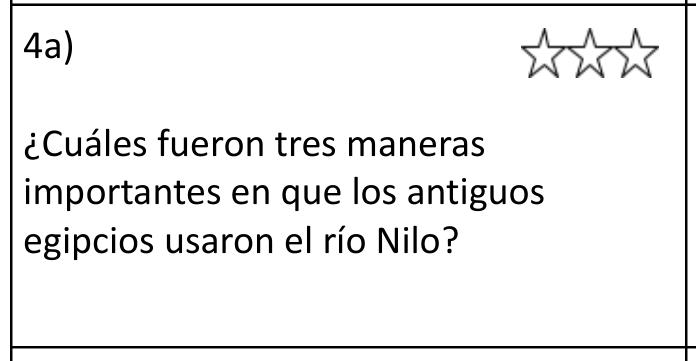 4a)
¿Cuáles fueron tres maneras
importantes en que los antiguos
egipcios usaron el río Nilo?